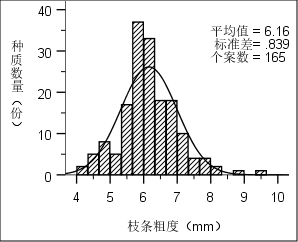 平均值 = 6.16
标准差= .839
个案数 = 165
种质数量(份)
40
30
20
10
0
4 5 6 7 8 9 10
枝条粗度(mm)